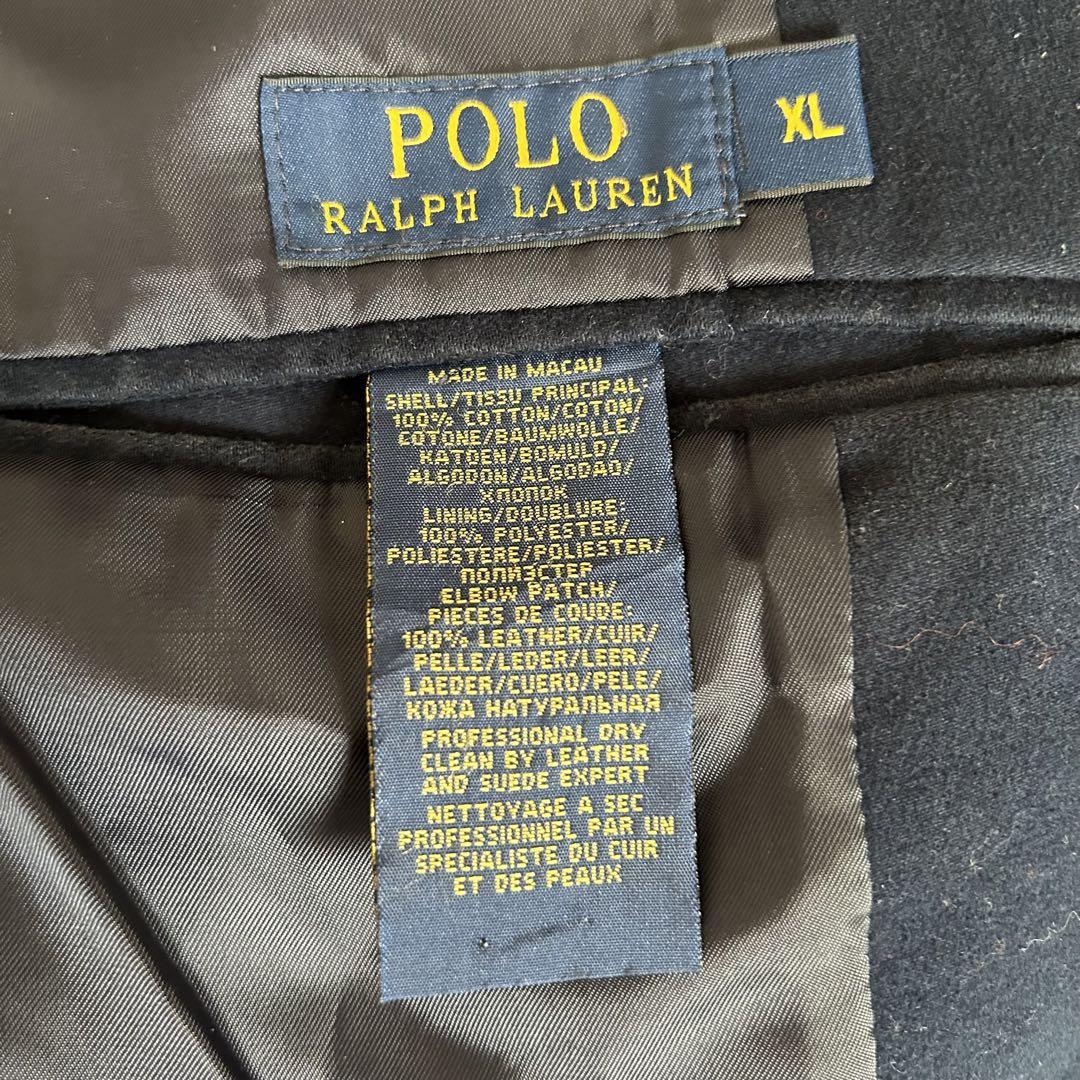 POLO
RALPH LAUREN
XL
MADE IN MACAU
SHELL/TISSU PRINCIPAL:
100% COTTON/COTON/
COTONE/BAUMWOLLE/
KATOEN/BOMULD/
ALGODON/ALGODAO/
ХЛОПОК
LINING/DOUBLURE:
100% POLYESTER/
POLIESTERE/POLIESTER/
ПОЛИЭСТЕР
ELBOW PATCH/
PIECES DE COUDE:
100% LEATHER/CUIR/
PELLE/LEDER/LEER/
LAEDER/CUERO/PELE/
КОЖА НАТУРАЛЬНАЯ
PROFESSIONAL DRY
CLEAN BY LEATHER
AND SUEDE EXPERT
NETTOYAGE A SEC
PROFESSIONNEL PAR UN
SPECIALISTE DU CUIR
ET DES PEAUX